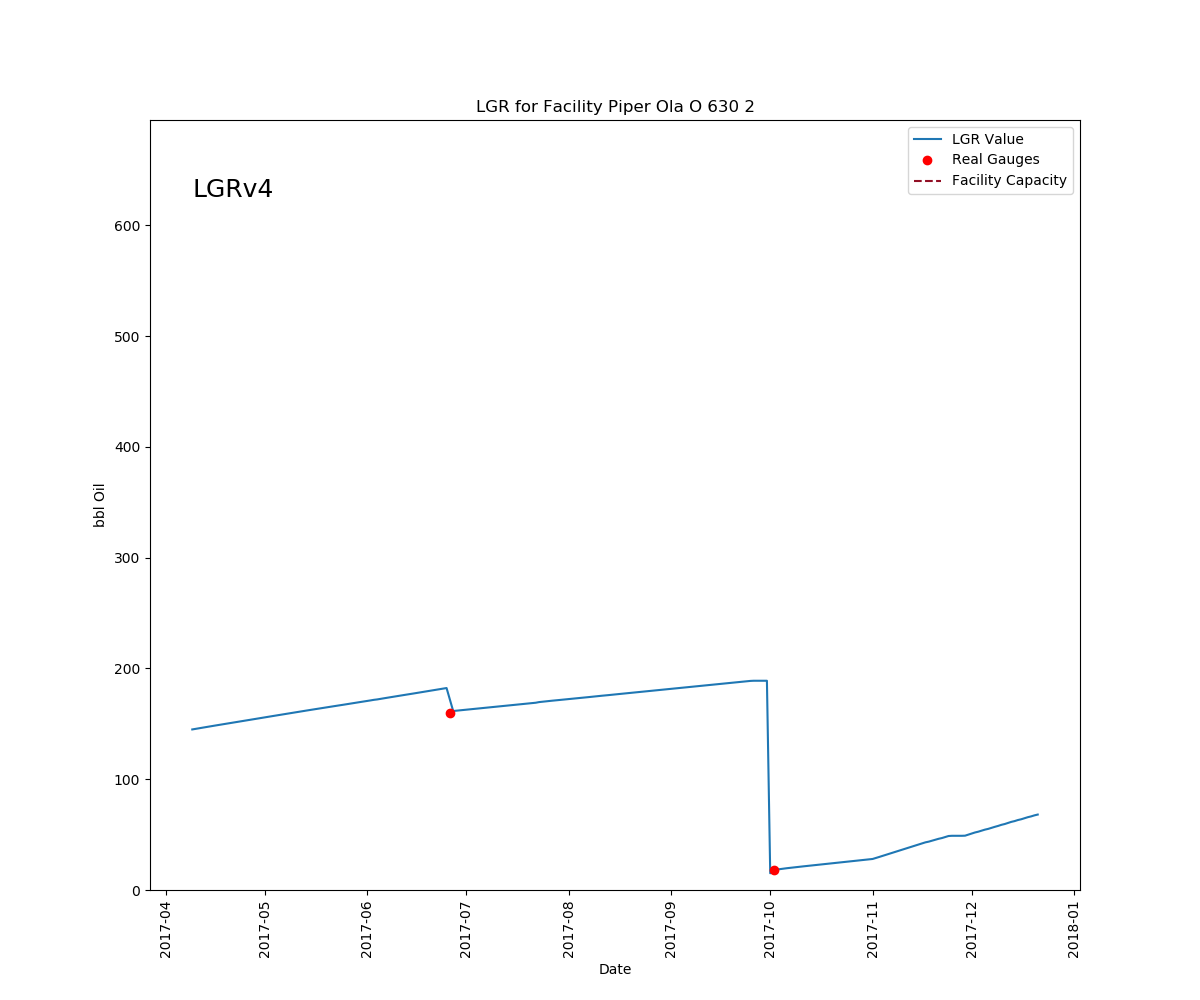 LGR for Facility Piper Ola O 630 2
LGRv4
LGR Value
Real Gauges
Facility Capacity
bbl Oil
600
500
400
300
200
100
0
2017-04
2017-05
2017-06
2017-07
2017-08
2017-09
2017-10
2017-11
2017-12
2018-01
Date